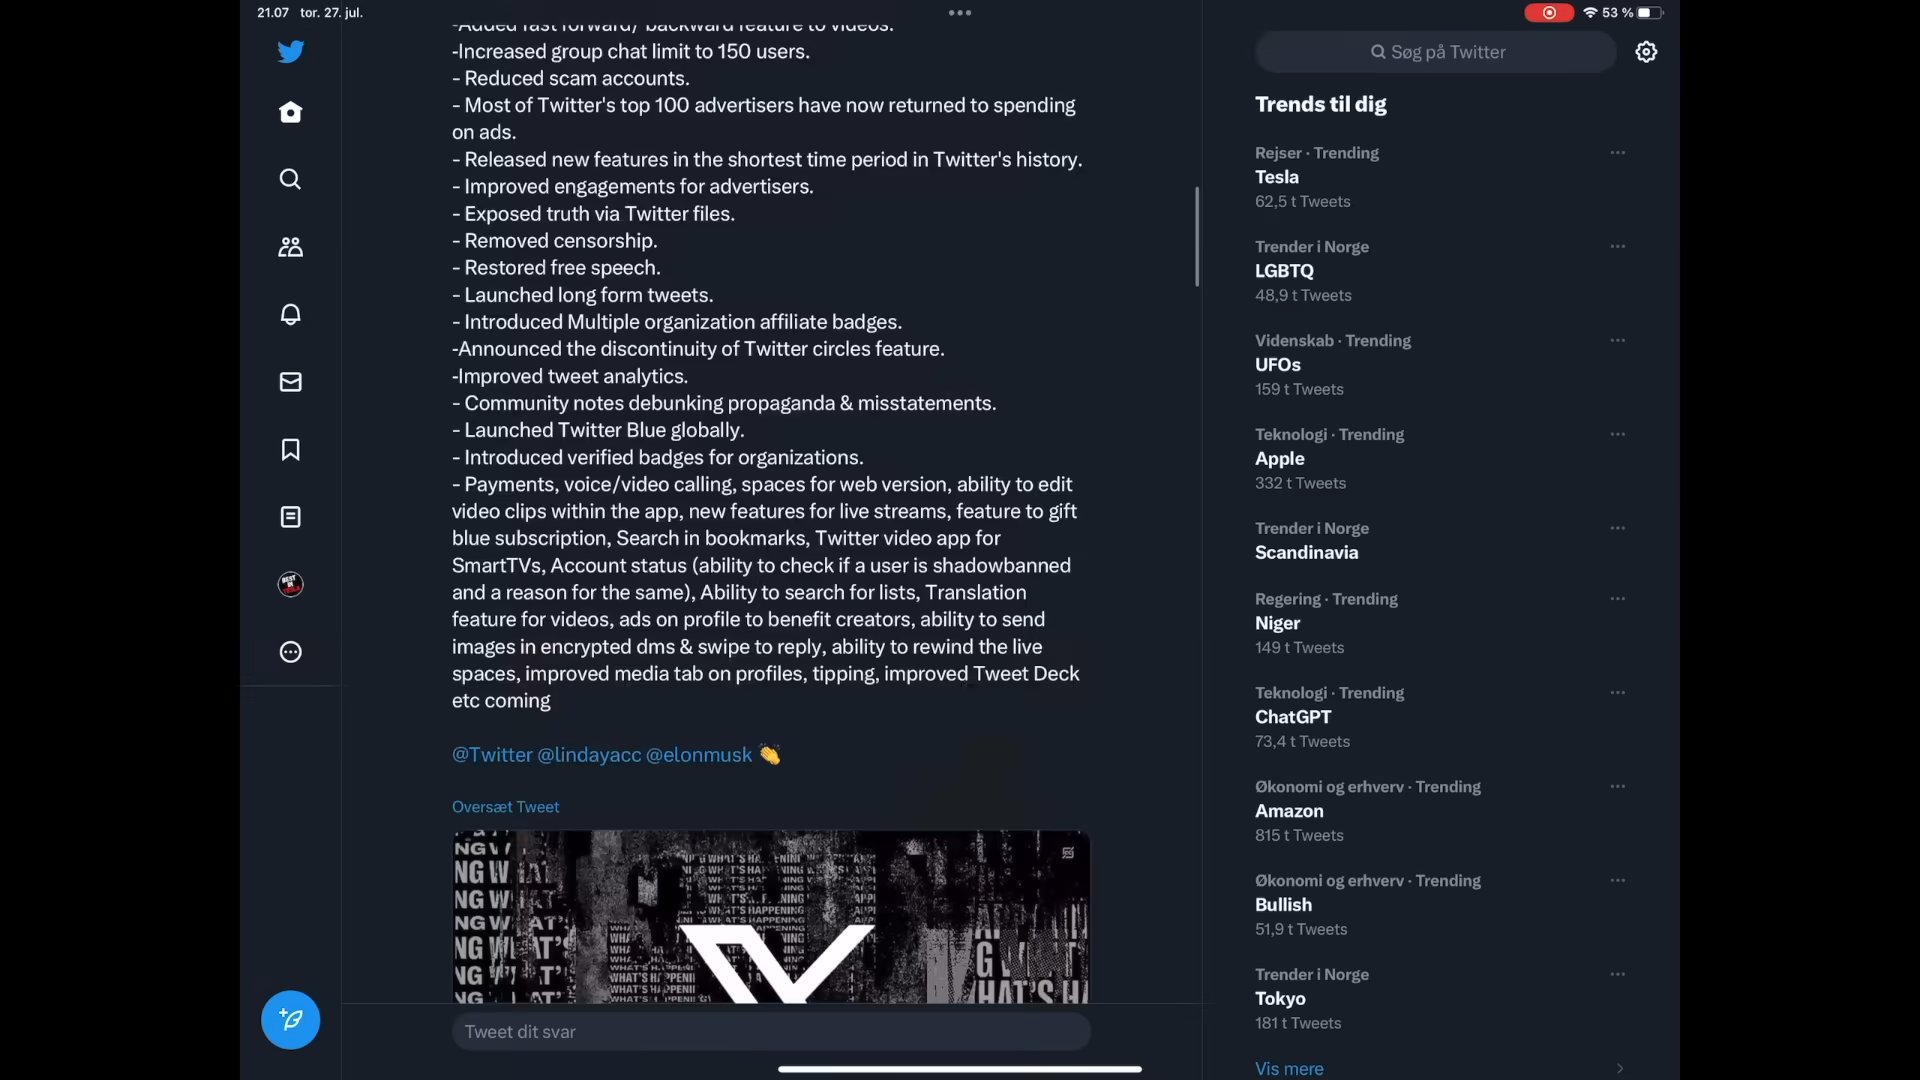 21.07 tor. 27. jul.
53 %
-Added fast forward/ backward feature to videos.
-Increased group chat limit to 150 users.
- Reduced scam accounts.
- Most of Twitter's top 100 advertisers have now returned to spending
on ads.
- Released new features in the shortest time period in Twitter's history.
- Improved engagements for advertisers.
- Exposed truth via Twitter files.
- Removed censorship.
- Restored free speech.
- Launched long form tweets.
- Introduced Multiple organization affiliate badges.
-Announced the discontinuity of Twitter circles feature.
-Improved tweet analytics.
- Community notes debunking propaganda & misstatements.
- Launched Twitter Blue globally.
- Introduced verified badges for organizations.
- Payments, voice/video calling, spaces for web version, ability to edit
video clips within the app, new features for live streams, feature to gift
blue subscription, Search in bookmarks, Twitter video app for
SmartTVs, Account status (ability to check if a user is shadowbanned
and a reason for the same), Ability to search for lists, Translation
feature for videos, ads on profile to benefit creators, ability to send
images in encrypted dms & swipe to reply, ability to rewind the live
spaces, improved media tab on profiles, tipping, improved Tweet Deck
etc coming
@Twitter @lindayacc @elonmusk 👏
Oversæt Tweet
Tweet dit svar
Søg på Twitter
Trends til dig
Rejser · Trending
Tesla
62,5 t Tweets
Trender i Norge
LGBTQ
48,9 t Tweets
Videnskab · Trending
UFOs
159 t Tweets
Teknologi · Trending
Apple
332 t Tweets
Trender i Norge
Scandinavia
Regering · Trending
Niger
149 t Tweets
Teknologi · Trending
ChatGPT
73,4 t Tweets
Økonomi og erhverv · Trending
Amazon
815 t Tweets
Økonomi og erhverv · Trending
Bullish
51,9 t Tweets
Trender i Norge
Tokyo
181 t Tweets
Vis mere